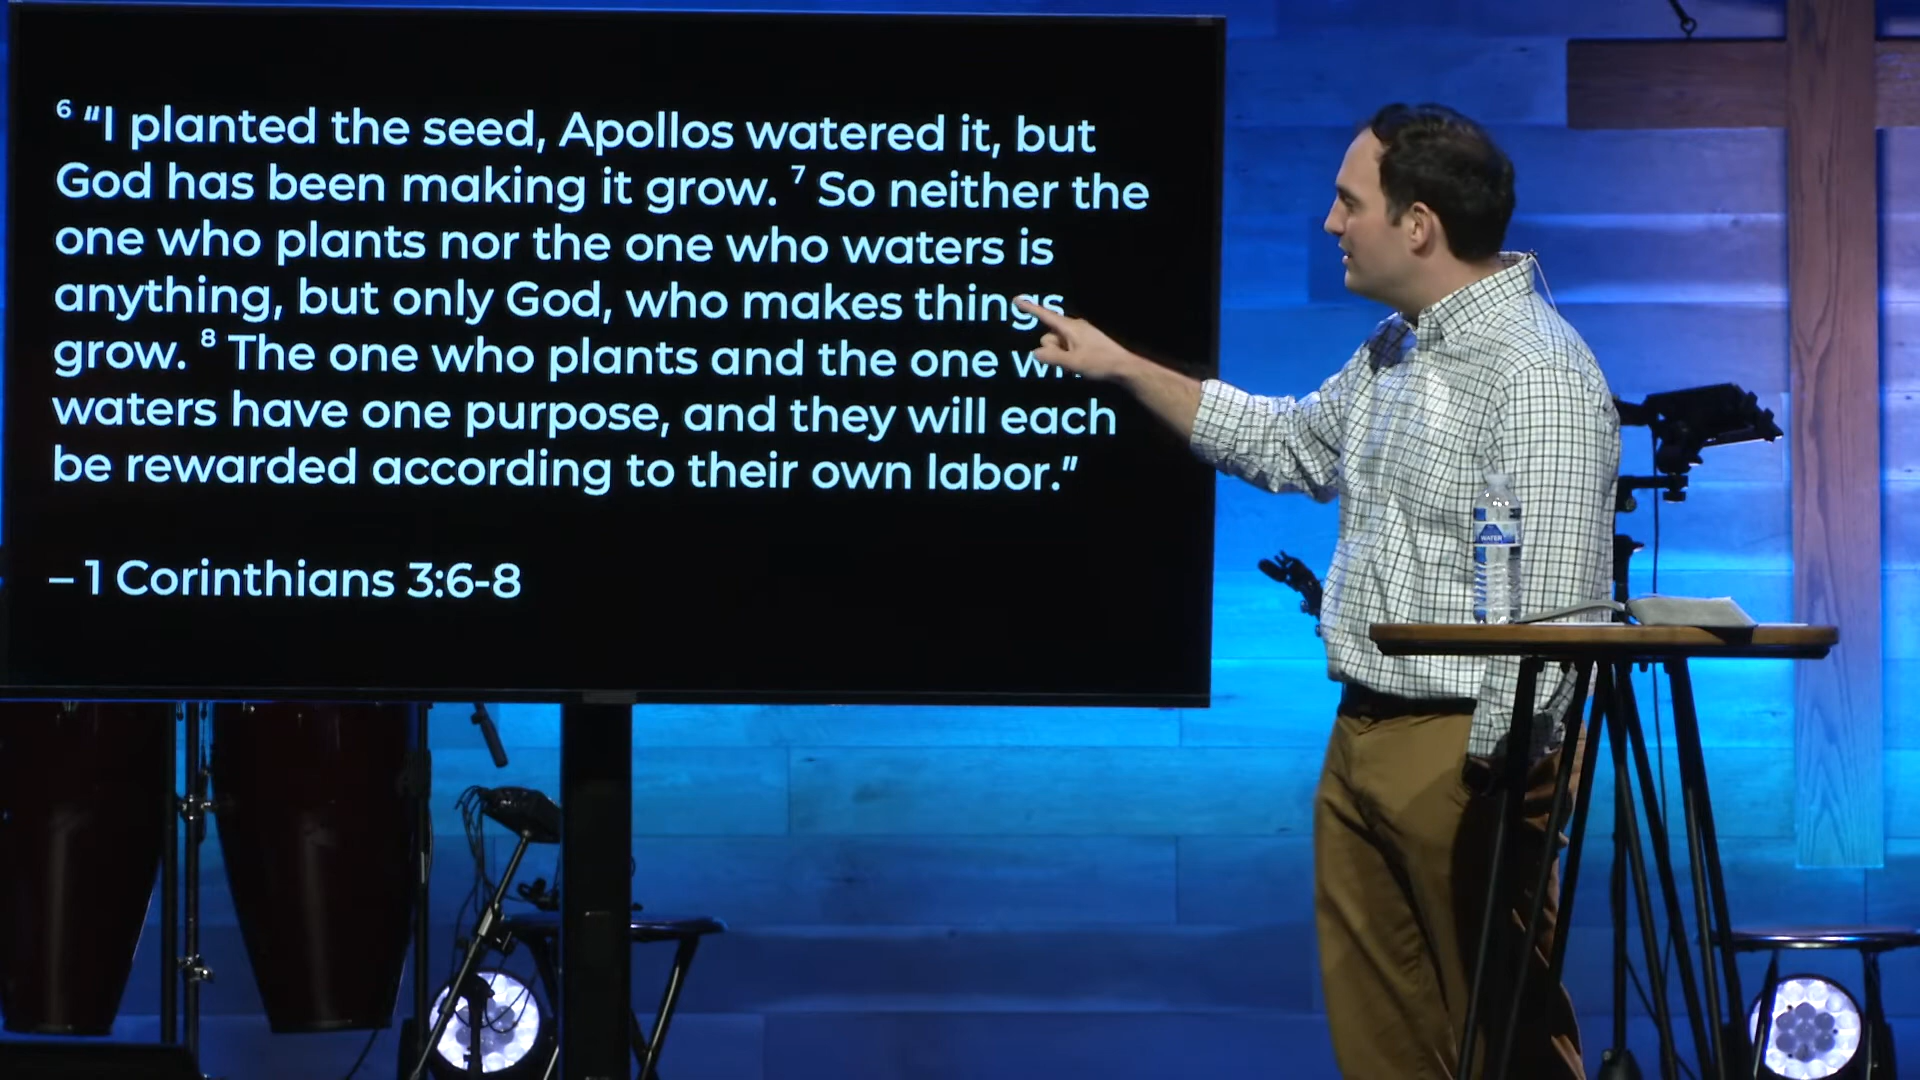 6 “I planted the seed, Apollos watered it, but
God has been making it grow. 7 So neither the
one who plants nor the one who waters is
anything, but only God, who makes things
grow. 8 The one who plants and the one
waters have one purpose, and they will each
be rewarded according to their own labor.”
– 1 Corinthians 3:6-8
WATER